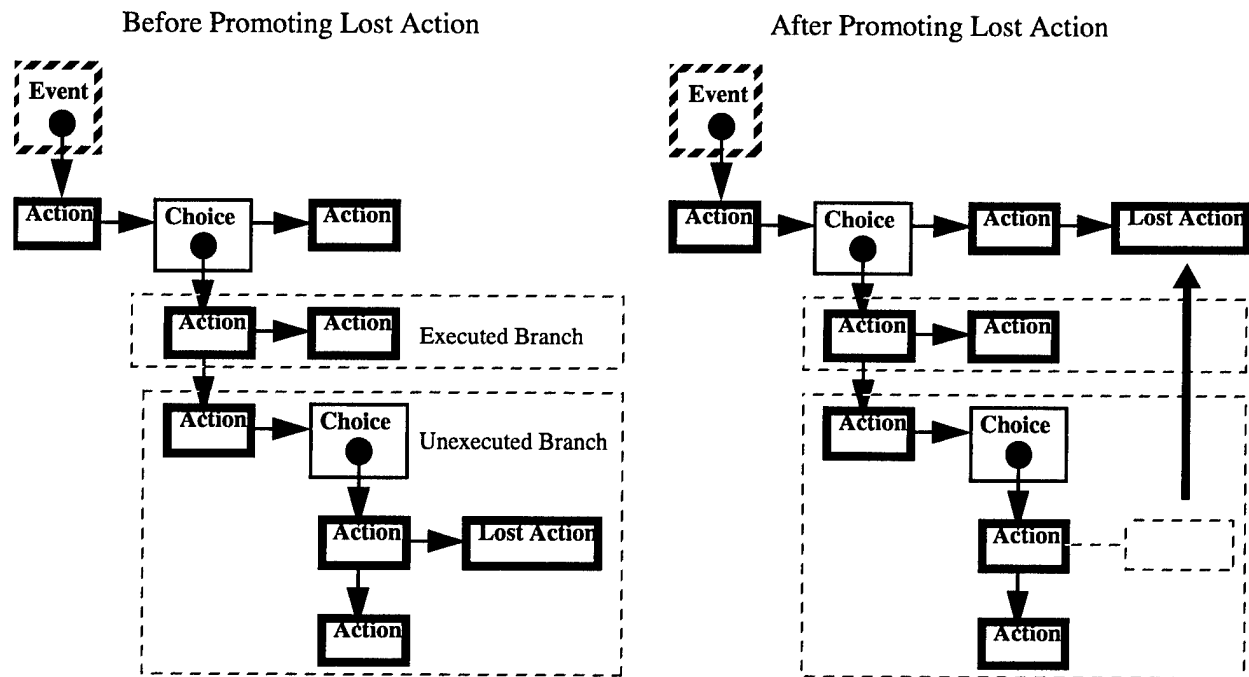 Before Promoting Lost Action
Event
Action
Choice
Action
Action
Action
Executed Branch
Action
Choice
Unexecuted Branch
Action
Lost Action
Action
After Promoting Lost Action
Event
Action
Choice
Action
Lost Action
Action
Action
Action
Choice
Action
Action